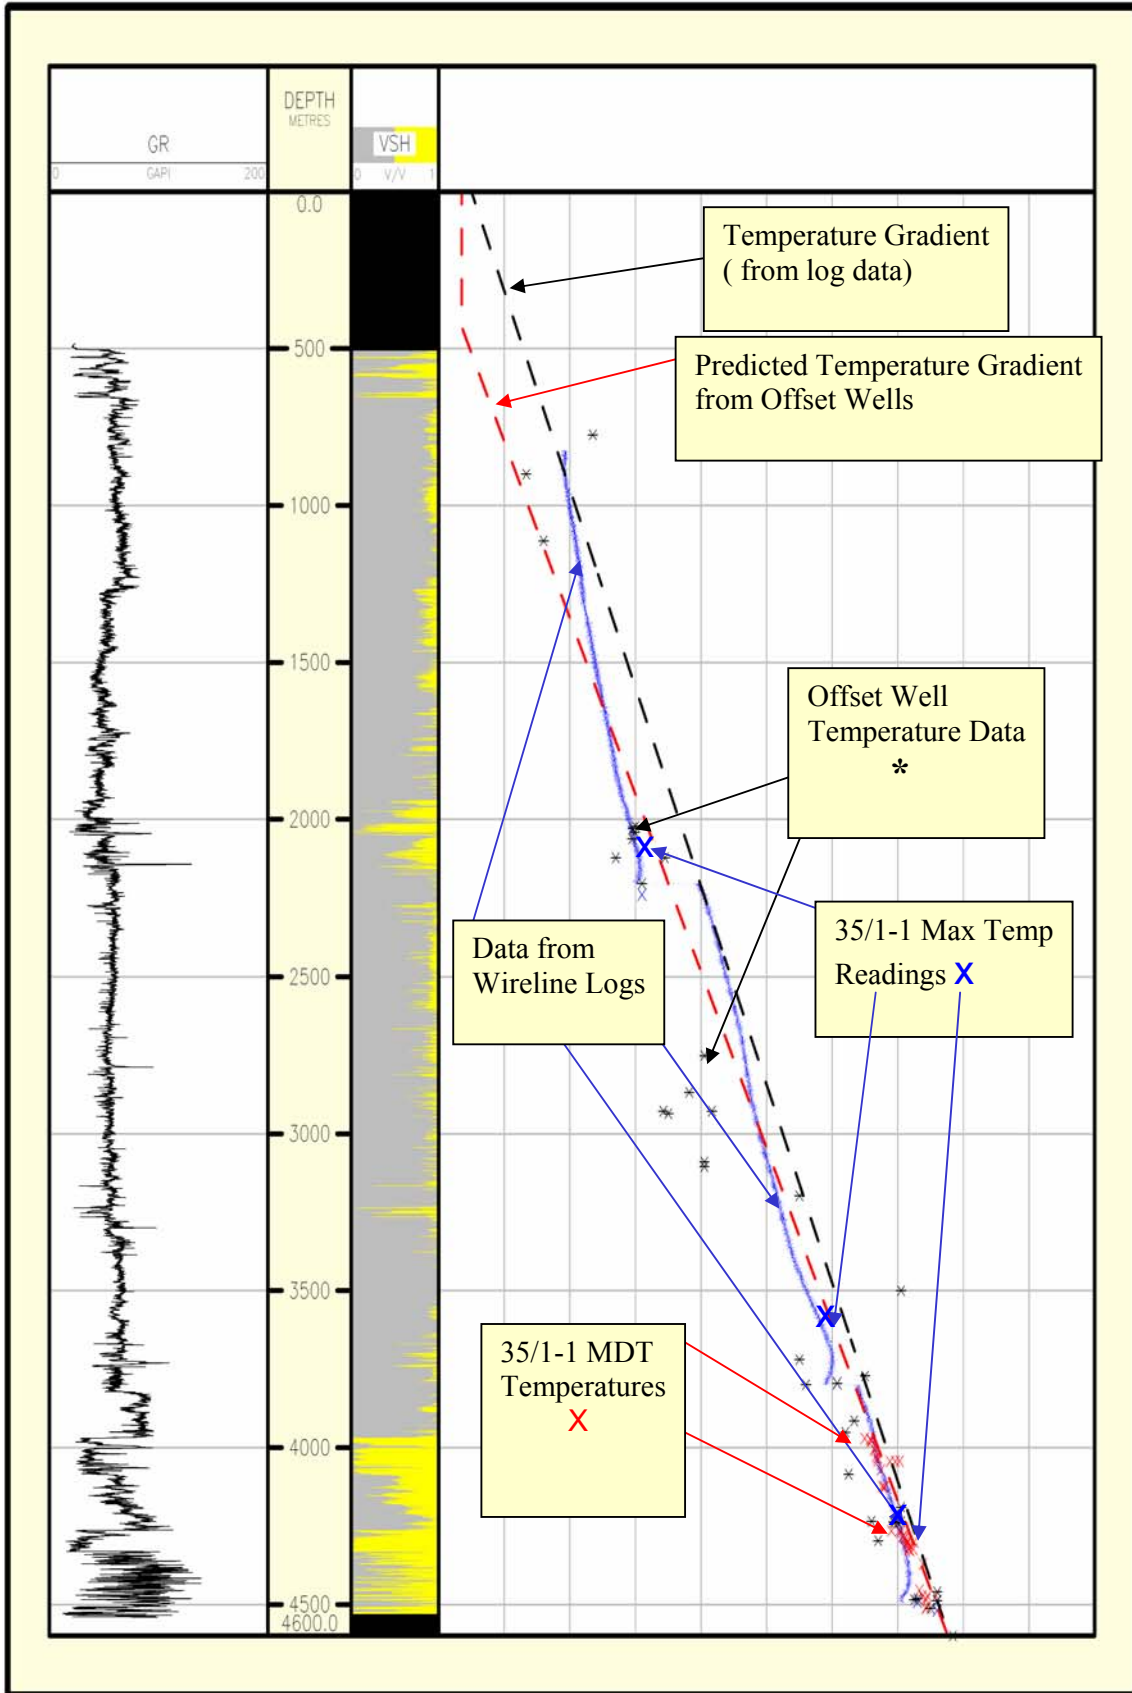 DEPTH
METRES
GR
0 GAPI 200
VSH
0 V/V 1
0.0
500
1000
1500
2000
2500
3000
3500
4000
4500
4600.0
Temperature Gradient
( from log data)
Predicted Temperature Gradient
from Offset Wells
Offset Well
Temperature Data
*
Data from
Wireline Logs
35/1-1 Max Temp
Readings X
35/1-1 MDT
Temperatures
X